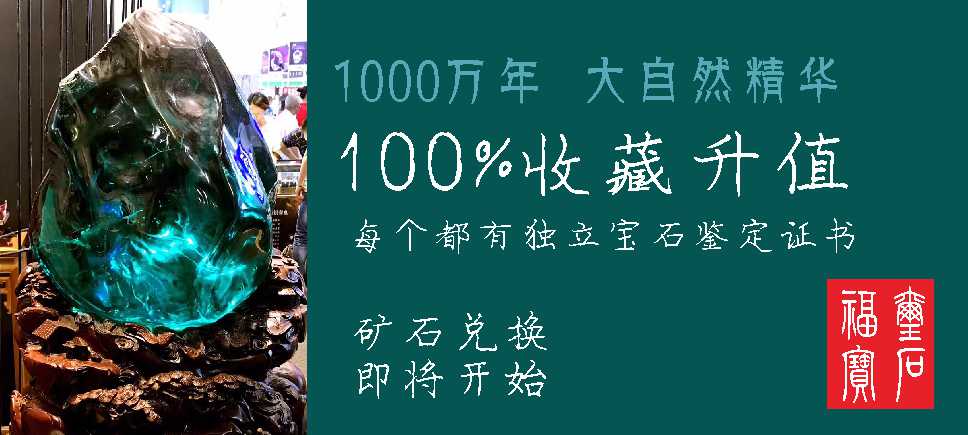 1000万年 大自然精华
100%收藏升值
每个都有独立宝石鉴定证书
矿石兑换
即将开始
璽石
福寶